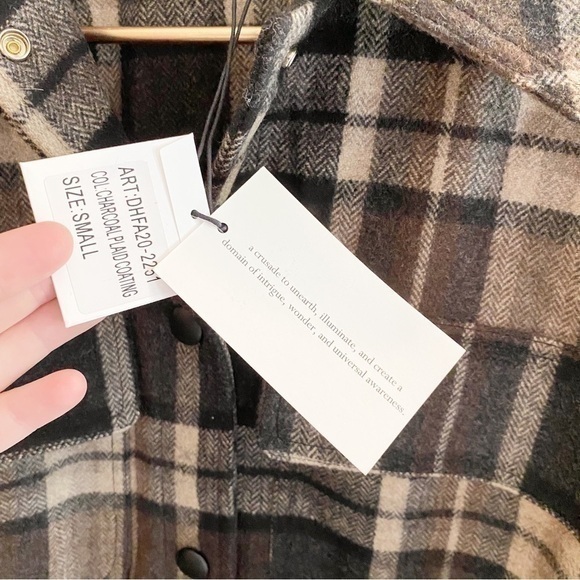 ART:DHFA20-2231
COL CHARCOAL PLAID COATING
SIZE:SMALL
a crusade to unearth, illuminate, and create a
domain of intrigue, wonder, and universal awareness.